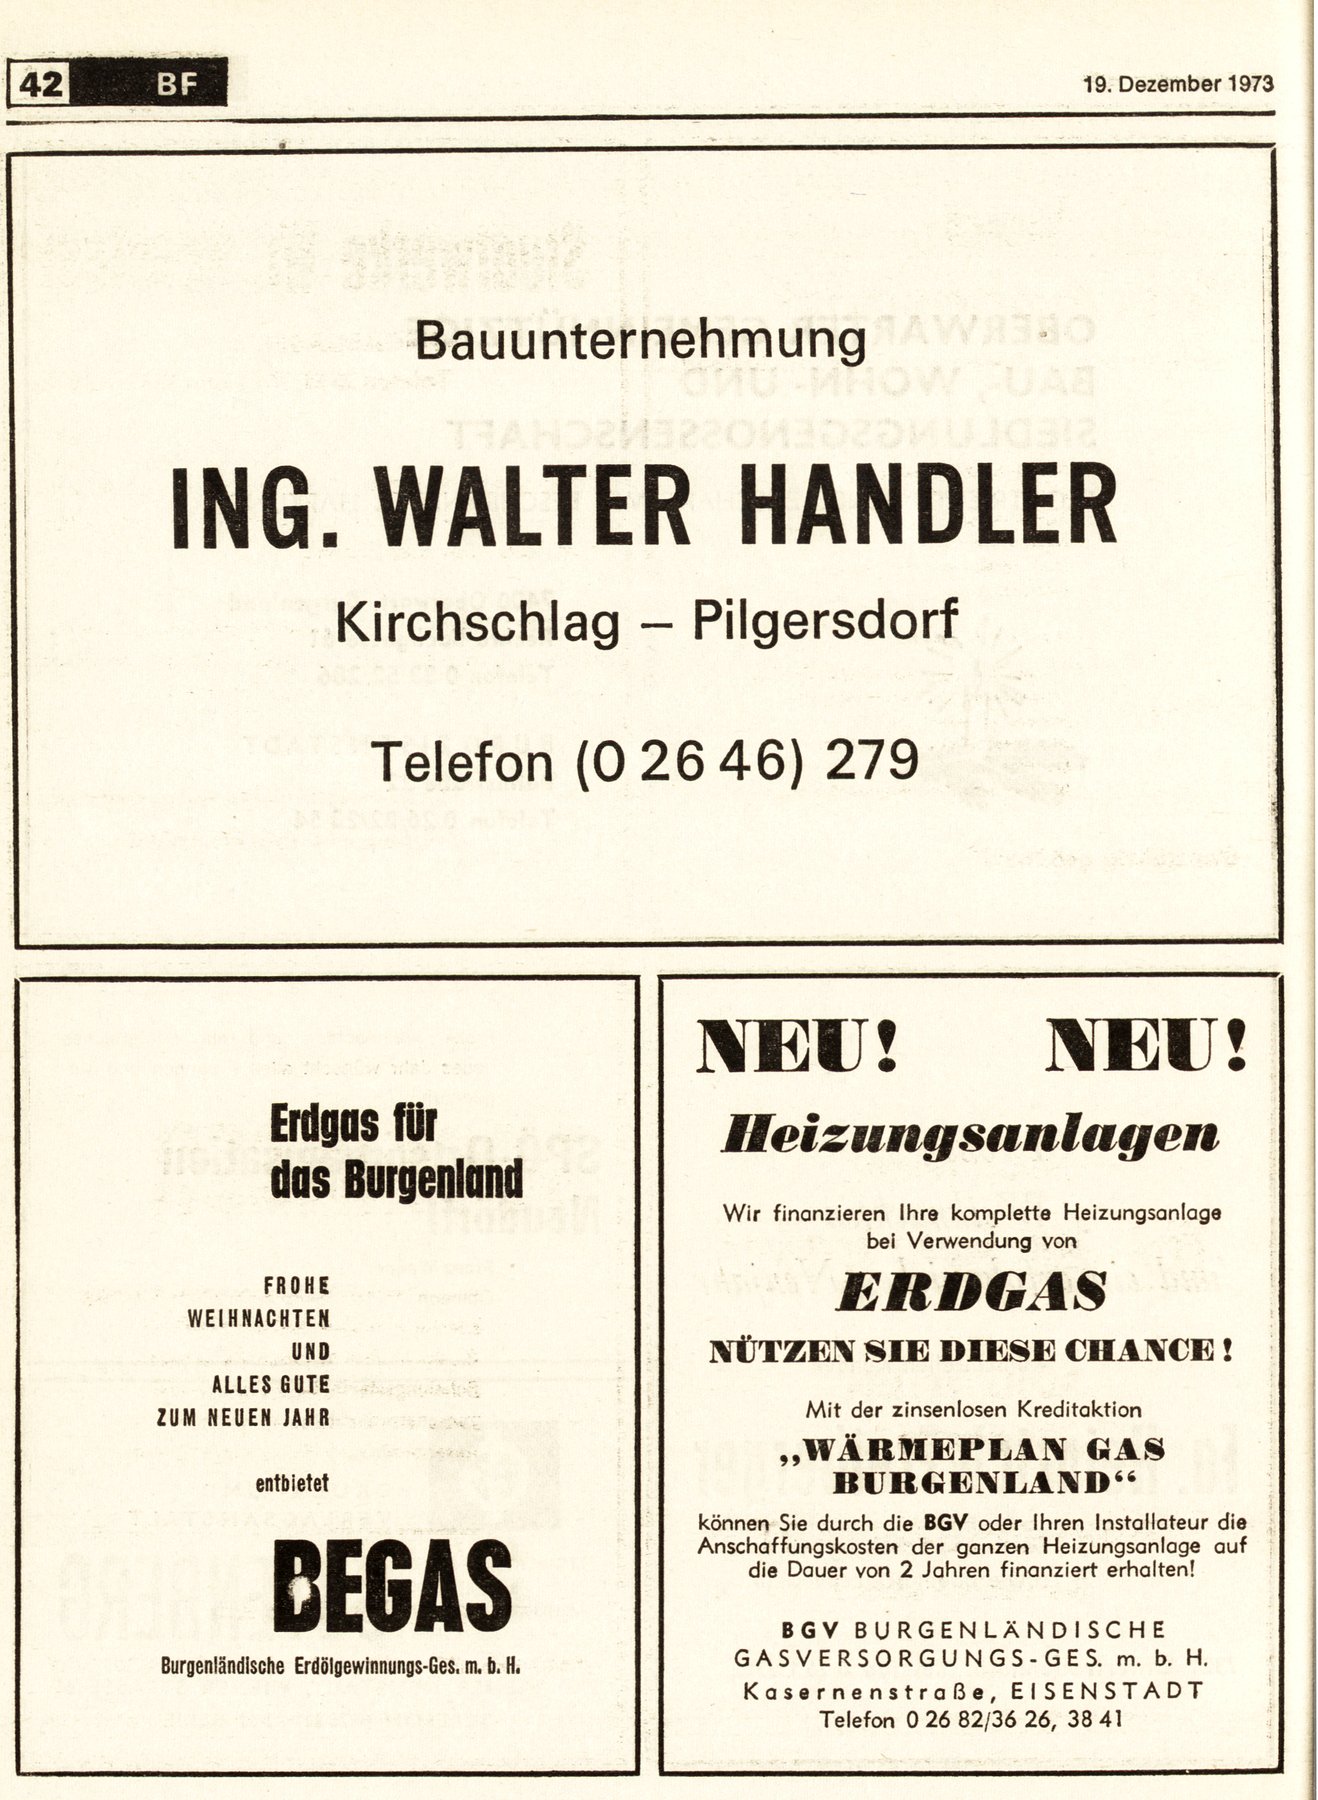 42 BF
19. Dezember 1973
Bauunternehmung
ING. WALTER HANDLER
Kirchschlag – Pilgersdorf
Telefon (0 26 46) 279
Erdgas für
das Burgenland
FROHE
WEIHNACHTEN
UND
ALLES GUTE
ZUM NEUEN JAHR
entbietet
BEGAS
Burgenländische Erdölgewinnungs-Ges. m. b. H.
NEU! NEU!
Heizungsanlagen
Wir finanzieren Ihre komplette Heizungsanlage
bei Verwendung von
ERDGAS
NÜTZEN SIE DIESE CHANCE !
Mit der zinsenlosen Kreditaktion
„WÄRMEPLAN GAS
BURGENLAND“
können Sie durch die BGV oder Ihren Installateur die
Anschaffungskosten der ganzen Heizungsanlage auf
die Dauer von 2 Jahren finanziert erhalten!
BGV BURGENLÄNDISCHE
GASVERSORGUNGS-GES. m. b. H.
Kasernenstraße, EISENSTADT
Telefon 0 26 82/36 26, 38 41